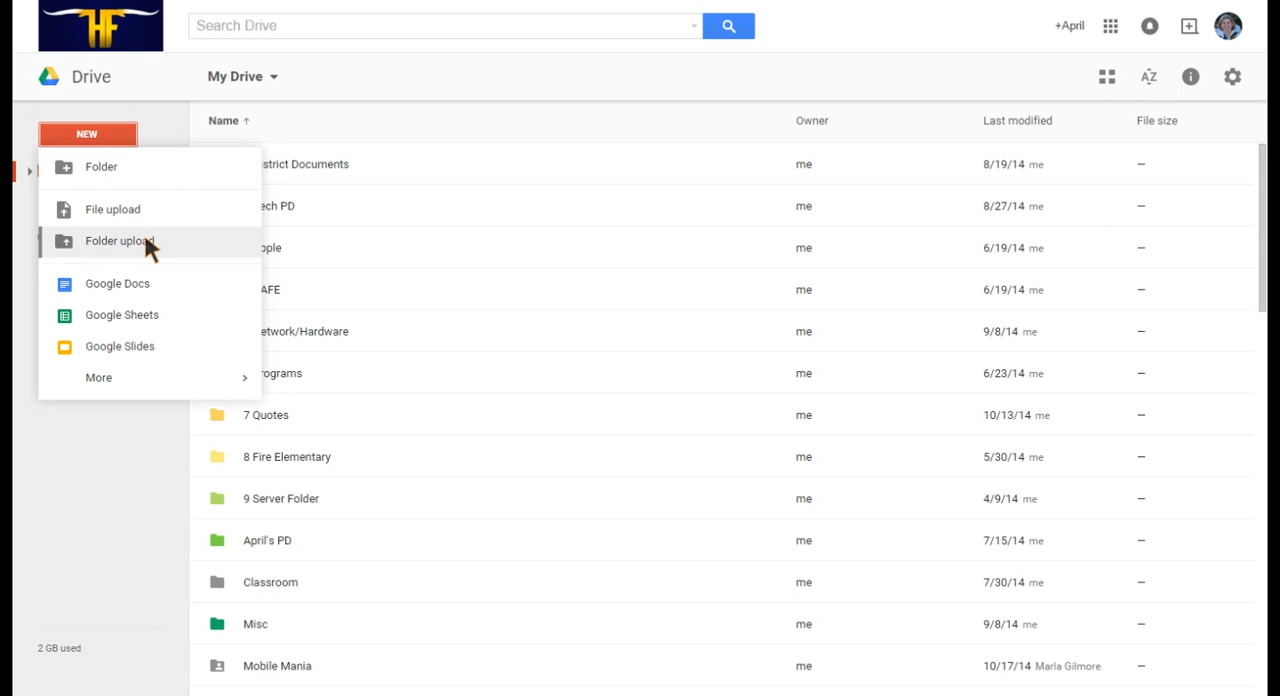 HF
Search Drive
+April
Drive
My Drive
AZ
NEW
Name ↑
Owner
Last modified
File size
Folder
strict Documents
me
8/19/14 me
—
File upload
ech PD
me
8/27/14 me
—
Folder upload
ople
me
6/19/14 me
—
Google Docs
AFE
me
6/19/14 me
—
Google Sheets
etwork/Hardware
me
9/8/14 me
—
Google Slides
More
rograms
me
6/23/14 me
—
7 Quotes
me
10/13/14 me
—
8 Fire Elementary
me
5/30/14 me
—
9 Server Folder
me
4/9/14 me
—
April's PD
me
7/15/14 me
—
Classroom
me
7/30/14 me
—
Misc
me
9/8/14 me
—
2 GB used
Mobile Mania
me
10/17/14 Marla Gilmore
—